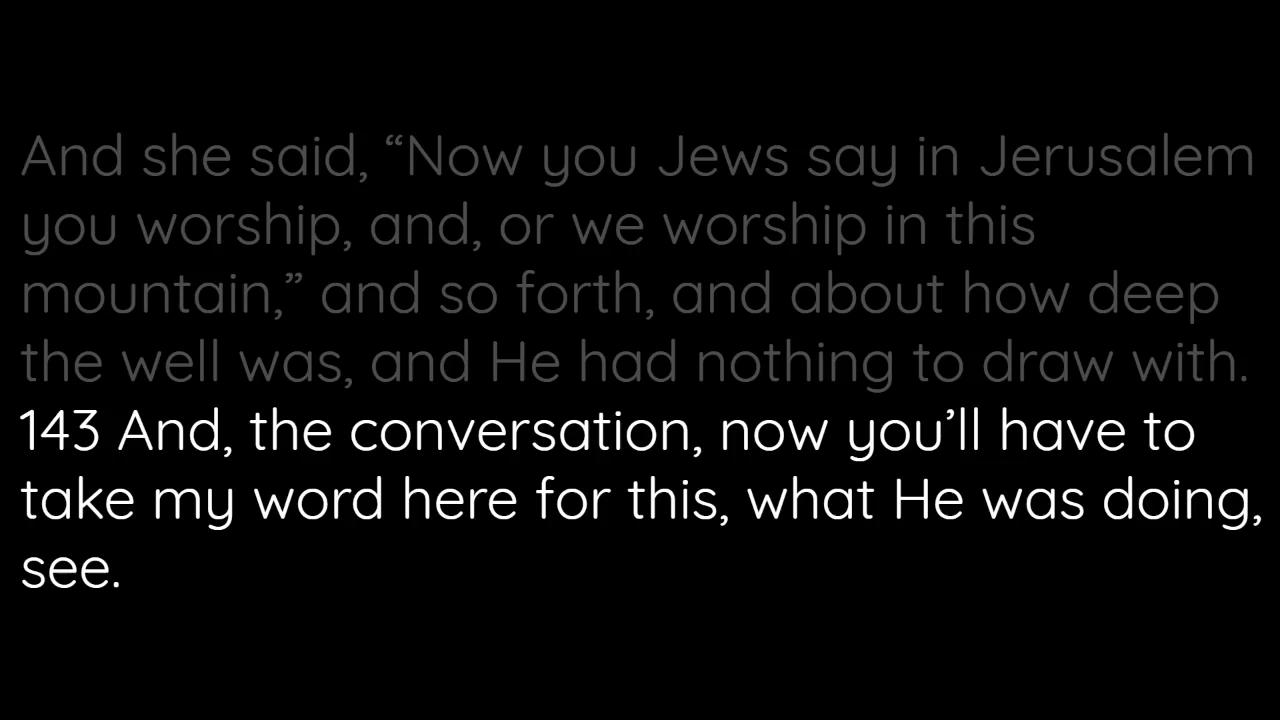 And she said, “Now you Jews say in Jerusalem
you worship, and, or we worship in this
mountain,” and so forth, and about how deep
the well was, and He had nothing to draw with.
143 And, the conversation, now you’ll have to
take my word here for this, what He was doing,
see.